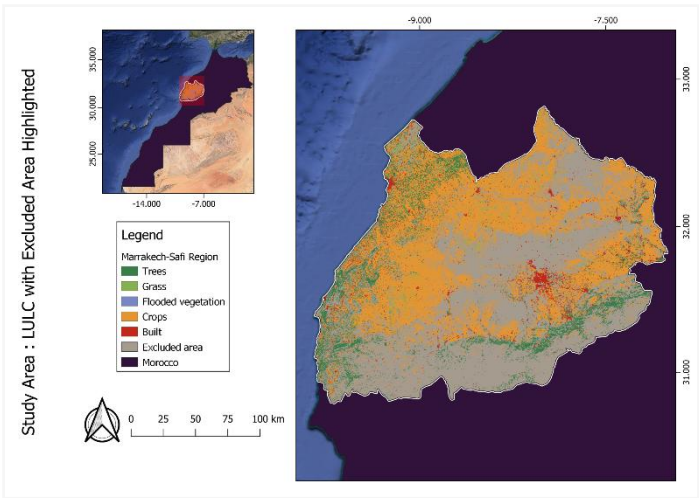 Study Area : LULC with Excluded Area Highlighted
35.000
30.000
25.000
-14.000
-7.000
-9.000
-7.500
33.000
32.000
31.000
Legend
Marrakech-Safi Region
Trees
Grass
Flooded vegetation
Crops
Built
Excluded area
Morocco
0 25 50 75 100 km